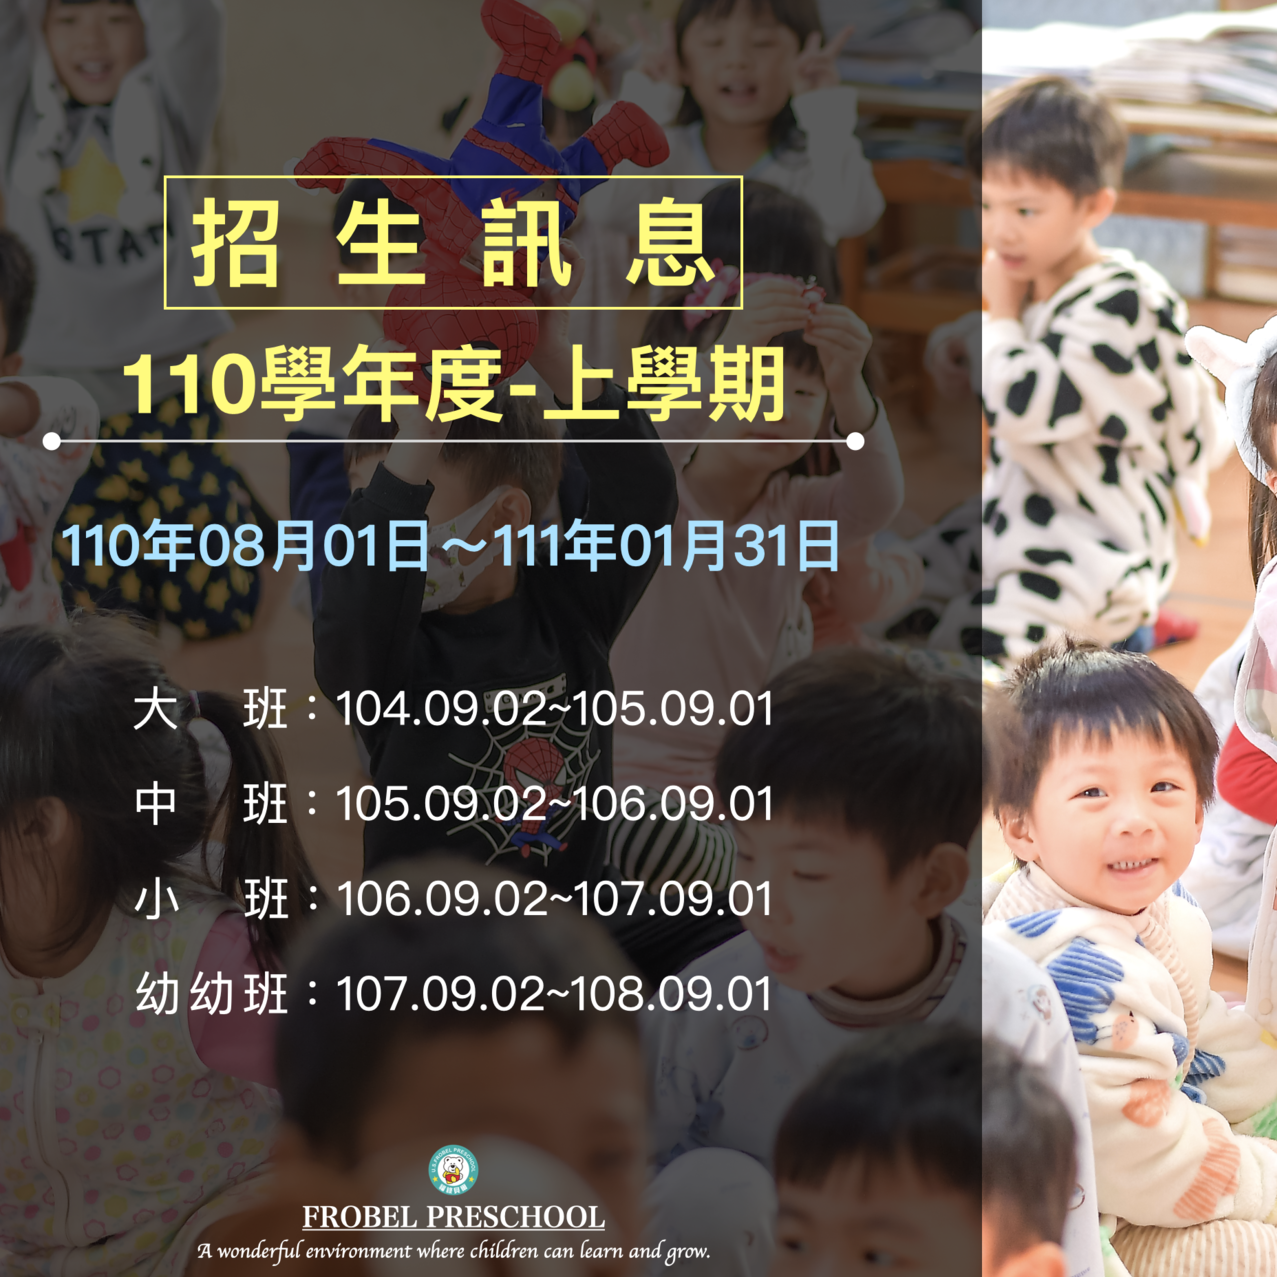 招生訊息
110學年度-上學期
110年08月01日～111年01月31日
大班：104.09.02~105.09.01
中班：105.09.02~106.09.01
小班：106.09.02~107.09.01
幼幼班：107.09.02~108.09.01
FROBEL PRESCHOOL
A wonderful environment where children can learn and grow.